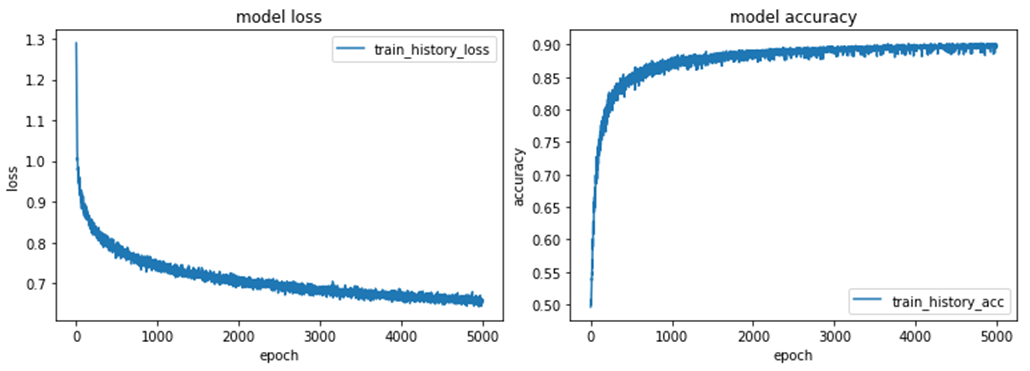 model loss
1.3
1.2
1.1
1.0
0.9
0.8
0.7
loss
train_history_loss
0 1000 2000 3000 4000 5000
epoch
model accuracy
0.90
0.85
0.80
0.75
0.70
0.65
0.60
0.55
0.50
accuracy
train_history_acc
0 1000 2000 3000 4000 5000
epoch